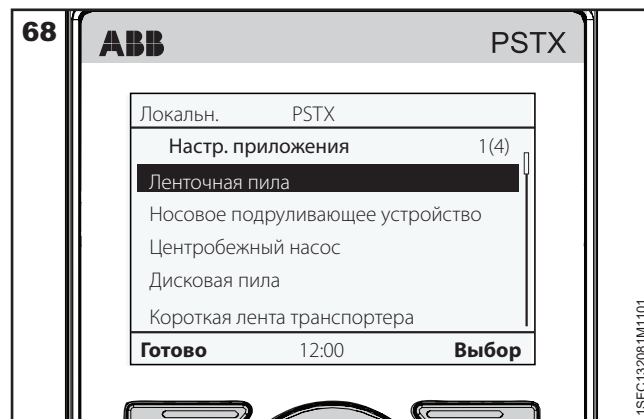 68
ABB PSTX
Локальн. PSTX
Настр. приложения 1(4)
Ленточная пила
Носовое подруливающее устройство
Центробежный насос
Дисковая пила
Короткая лента транспортера
Готово 12:00 Выбор
1SFC132081M1101